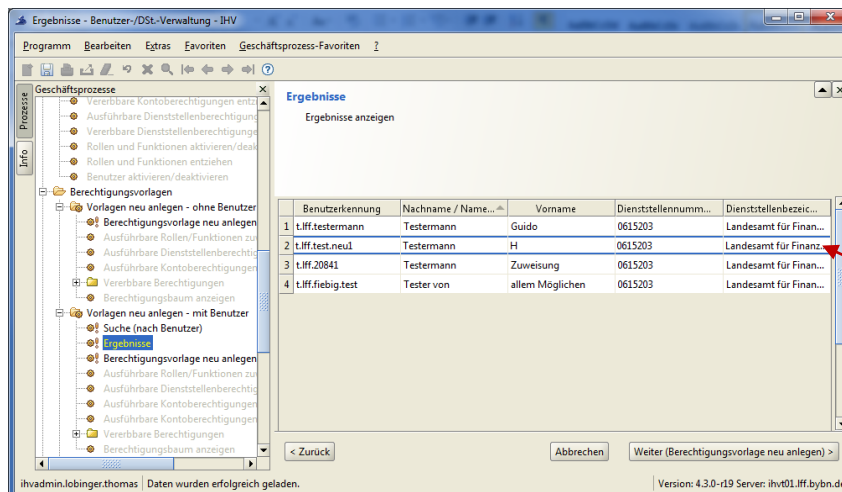 Ergebnisse - Benutzer-/DSt.-Verwaltung - IHV
Programm Bearbeiten Extras Favoriten Geschäftsprozess-Favoriten ?
Prozesse
Info
Geschäftsprozesse
Vererbbare Kontoberechtigungen entzi
Ausführbare Dienststellenberechtigung
Vererbbare Dienststellenberechtigunge
Rollen und Funktionen aktivieren/deak
Rollen und Funktionen entziehen
Benutzer aktivieren/deaktivieren
Berechtigungsvorlagen
Vorlagen neu anlegen - ohne Benutzer
Berechtigungsvorlage neu anlegen
Ausführbare Rollen/Funktionen zu
Ausführbare Dienststellenberechtig
Ausführbare Kontoberechtigungen
Vererbbare Berechtigungen
Berechtigungsbaum anzeigen
Vorlagen neu anlegen - mit Benutzer
Suche (nach Benutzer)
Ergebnisse
Berechtigungsvorlage neu anlegen
Ausführbare Rollen/Funktionen zu
Ausführbare Dienststellenberechtig
Ausführbare Kontoberechtigungen
Ausführbare Kontoberechtigungen
Vererbbare Berechtigungen
Berechtigungsbaum anzeigen
Ergebnisse
Ergebnisse anzeigen
Benutzerkennung Nachname / Name... Vorname Dienststellennumm... Dienststellenbezeic...
1 t.lff.testermann Testermann Guido 0615203 Landesamt für Finan...
2 t.lff.test.neu1 Testermann H 0615203 Landesamt für Finanz...
3 t.lff.20841 Testermann Zuweisung 0615203 Landesamt für Finan...
4 t.lff.fiebig.test Tester von allem Möglichen 0615203 Landesamt für Finan...
< Zurück Abbrechen Weiter (Berechtigungsvorlage neu anlegen) >
ihvadmin.lobinger.thomas Daten wurden erfolgreich geladen. Version: 4.3.0-r19 Server: ihvt01.lff.bybn.de